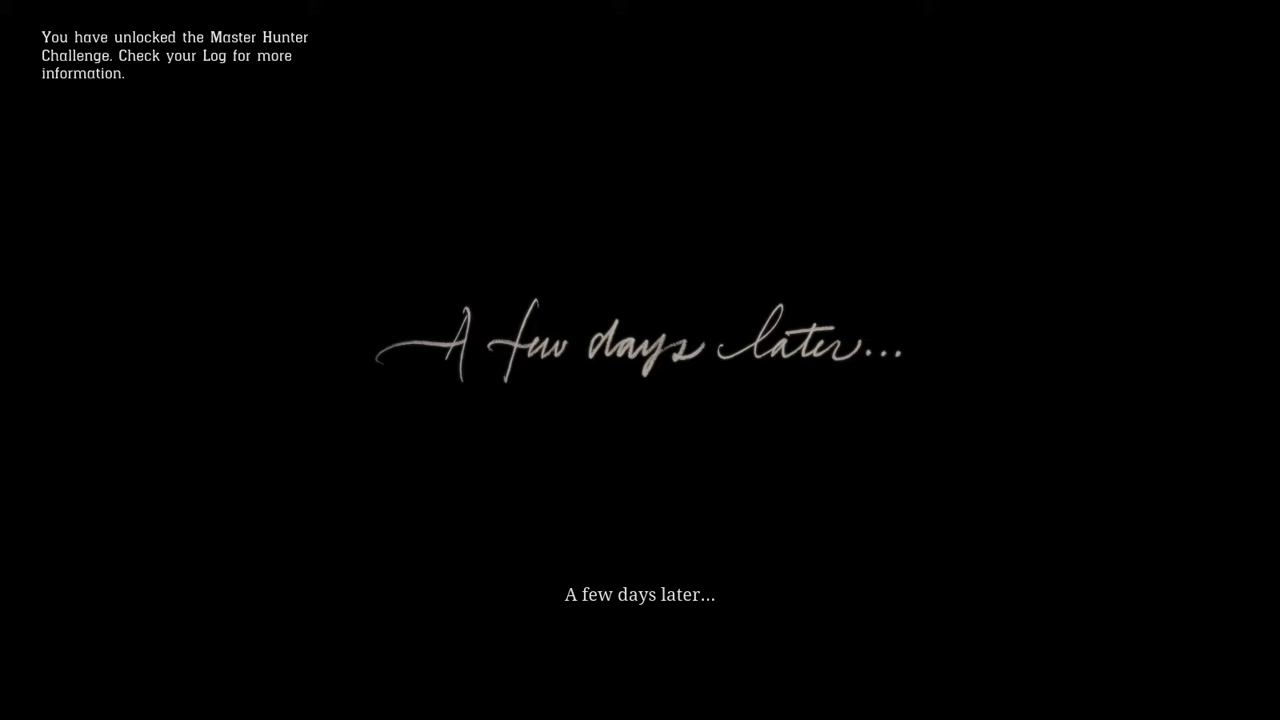 You have unlocked the Master Hunter
Challenge. Check your Log for more
information.
A few days later...
A few days later...